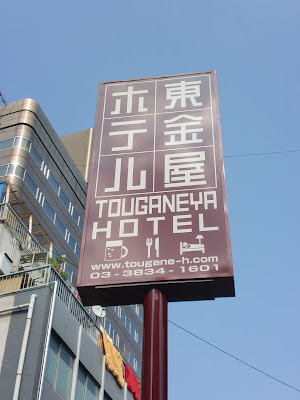 東金屋
ホテル
TOUGANEYA
HOTEL
www.tougane-h.com
03-3834-1601